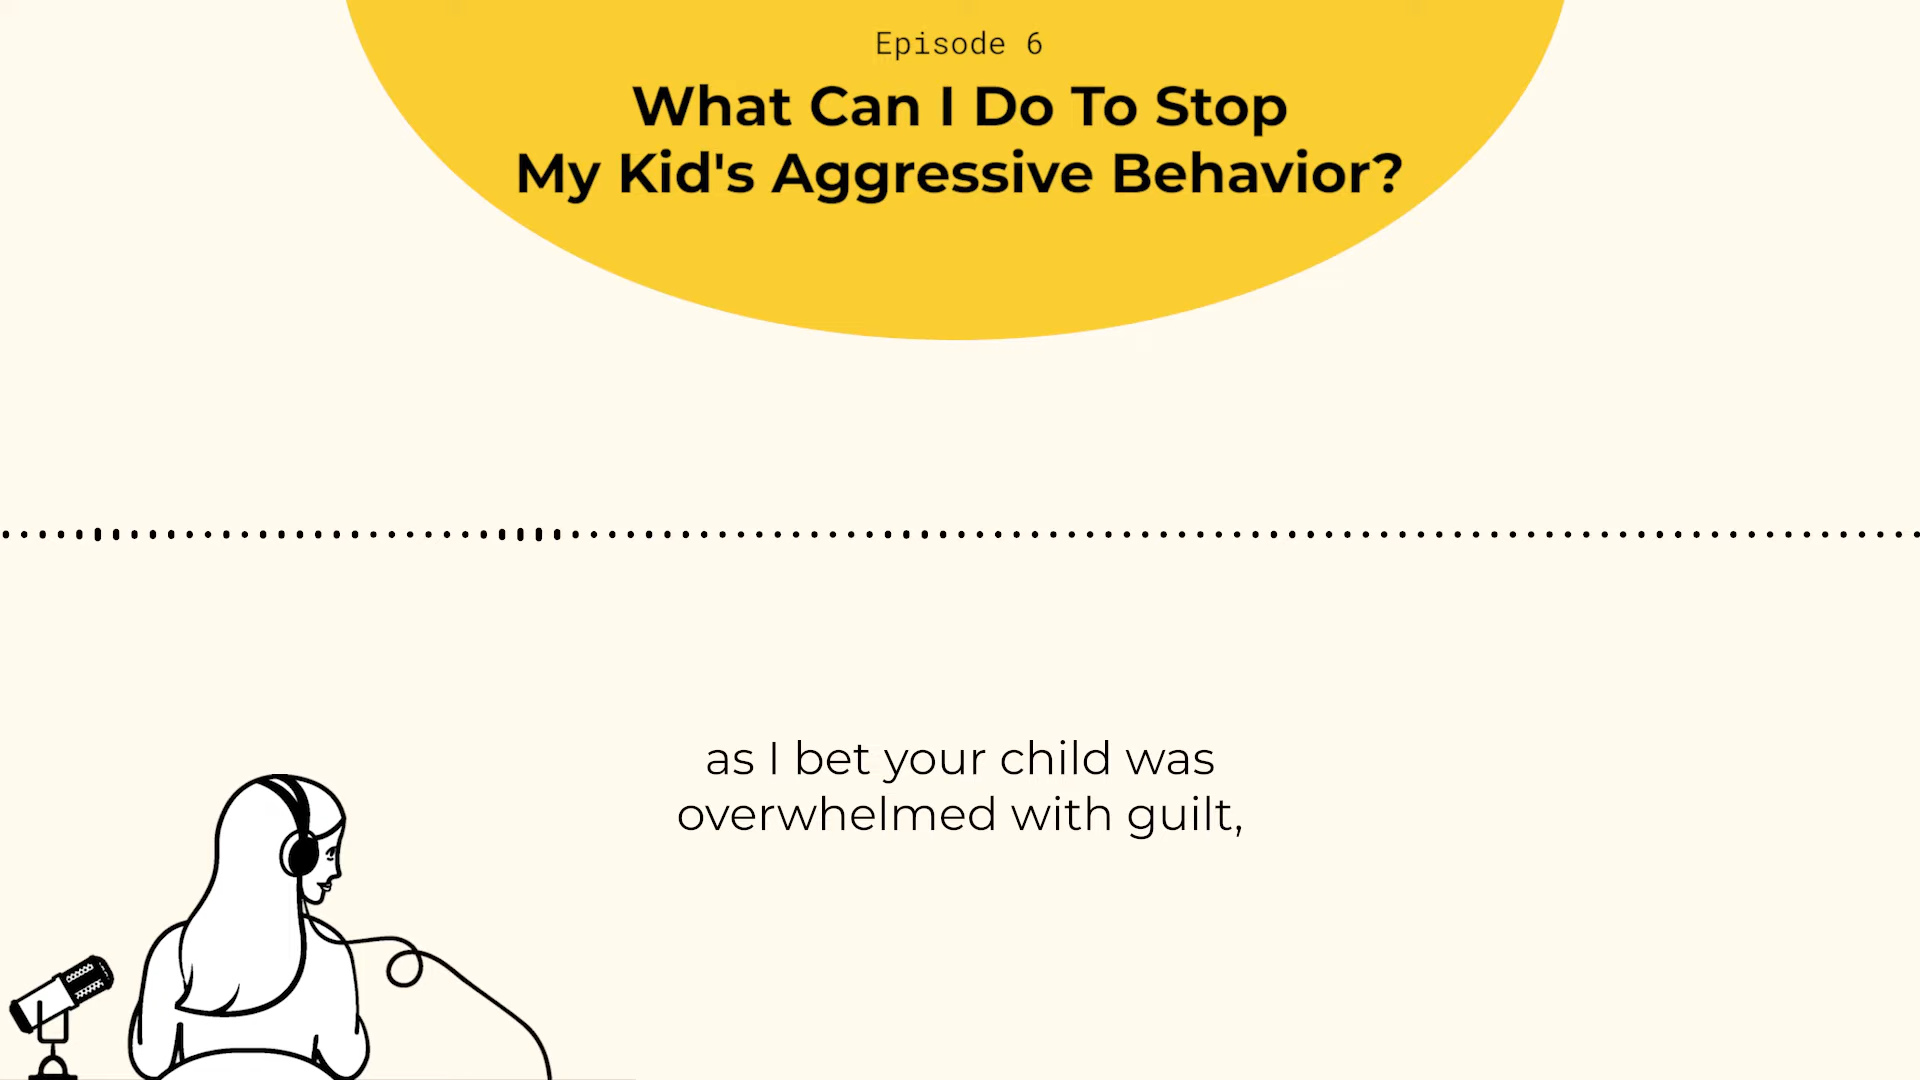 Episode 6
What Can I Do To Stop
My Kid's Aggressive Behavior?
as I bet your child was
overwhelmed with guilt,